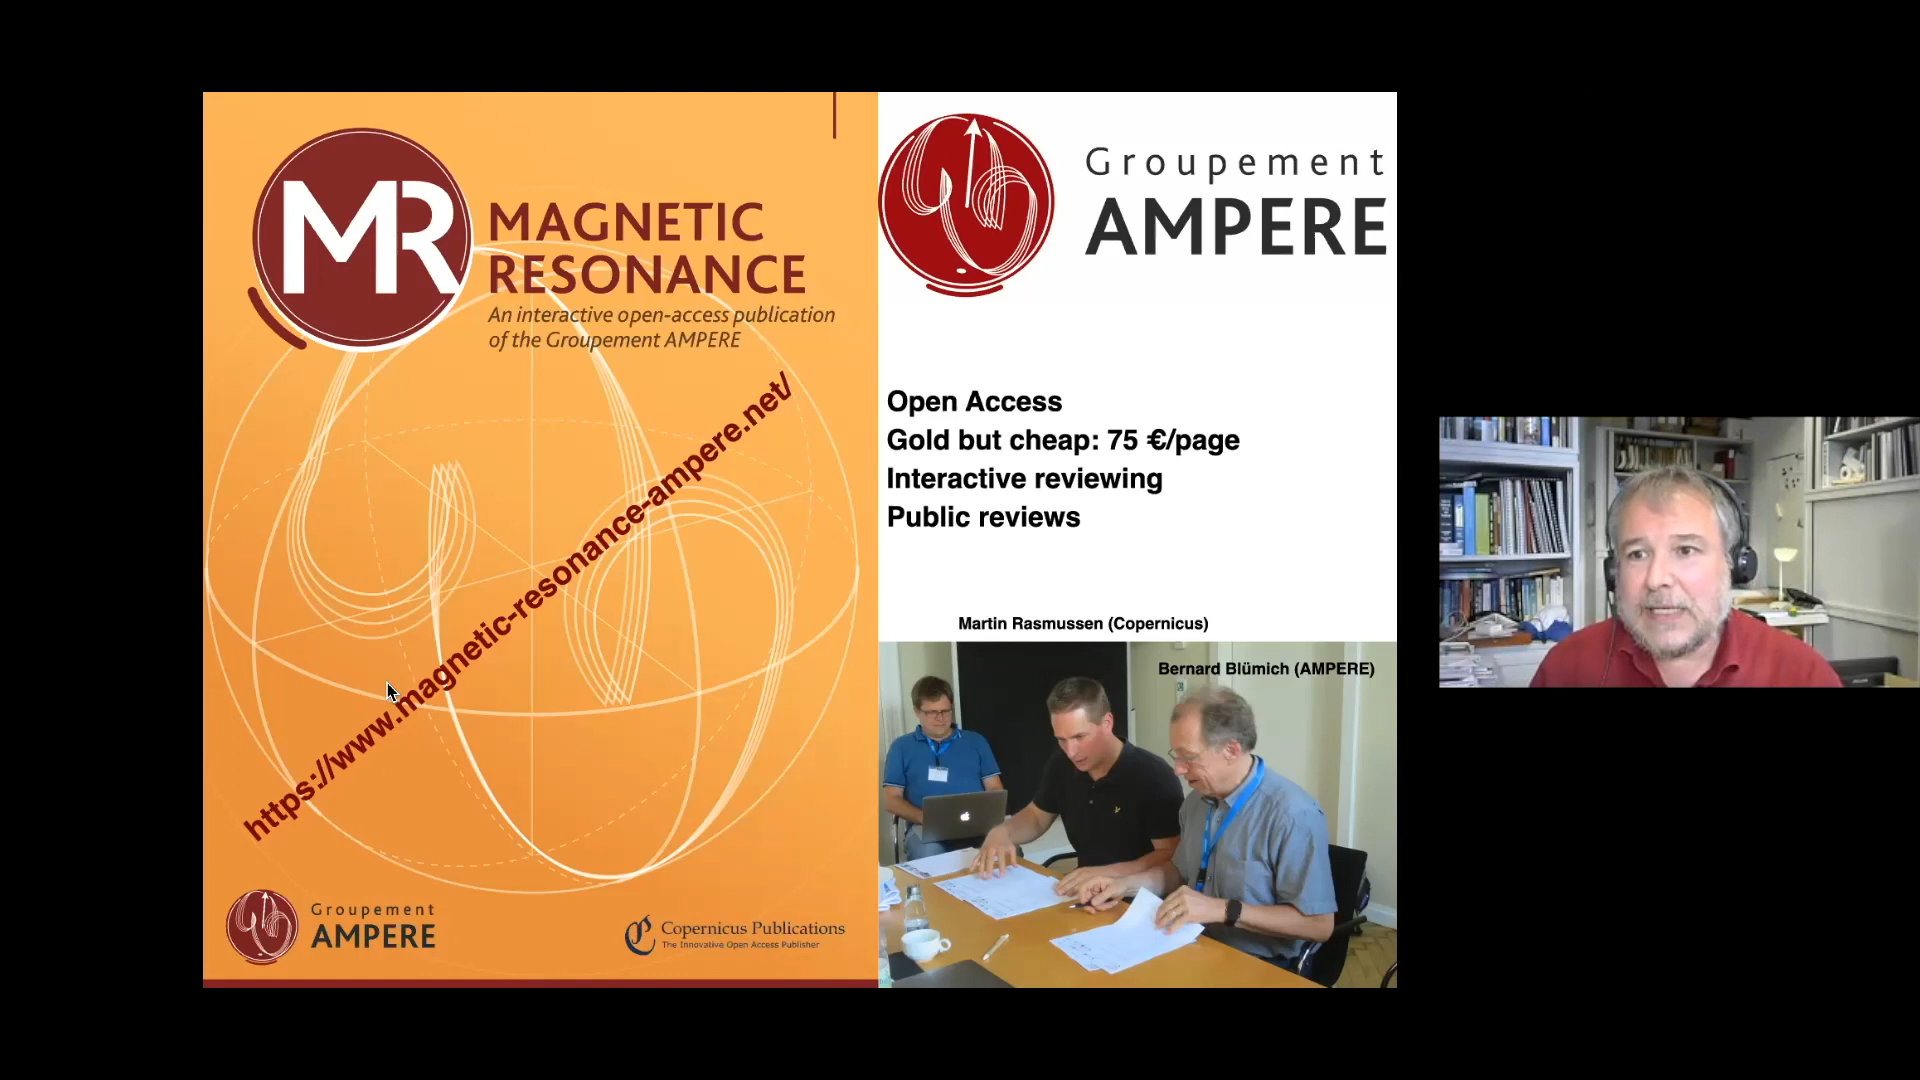 MR
MAGNETIC
RESONANCE
An interactive open-access publication
of the Groupement AMPERE
https://www.magnetic-resonance-ampere.net/
Groupement
AMPERE
Copernicus Publications
The Innovative Open Access Publisher
Groupement
AMPERE
Open Access
Gold but cheap: 75 €/page
Interactive reviewing
Public reviews
Martin Rasmussen (Copernicus)
Bernard Blümich (AMPERE)